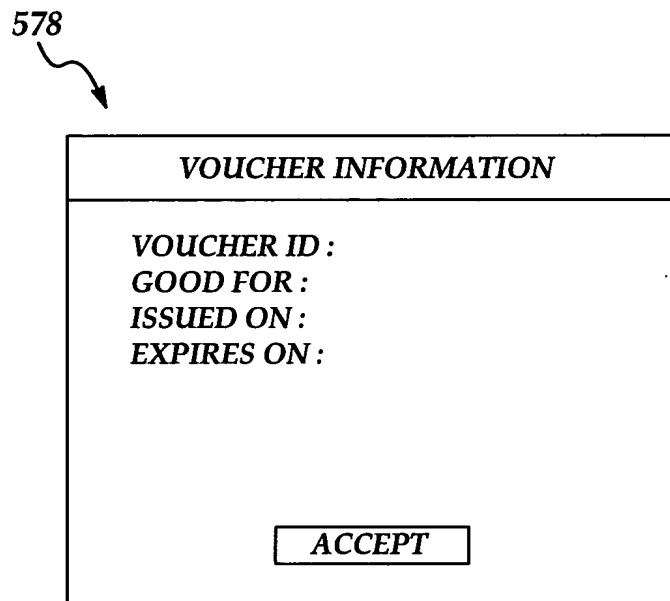 578
VOUCHER INFORMATION
VOUCHER ID :
GOOD FOR :
ISSUED ON :
EXPIRES ON :
ACCEPT